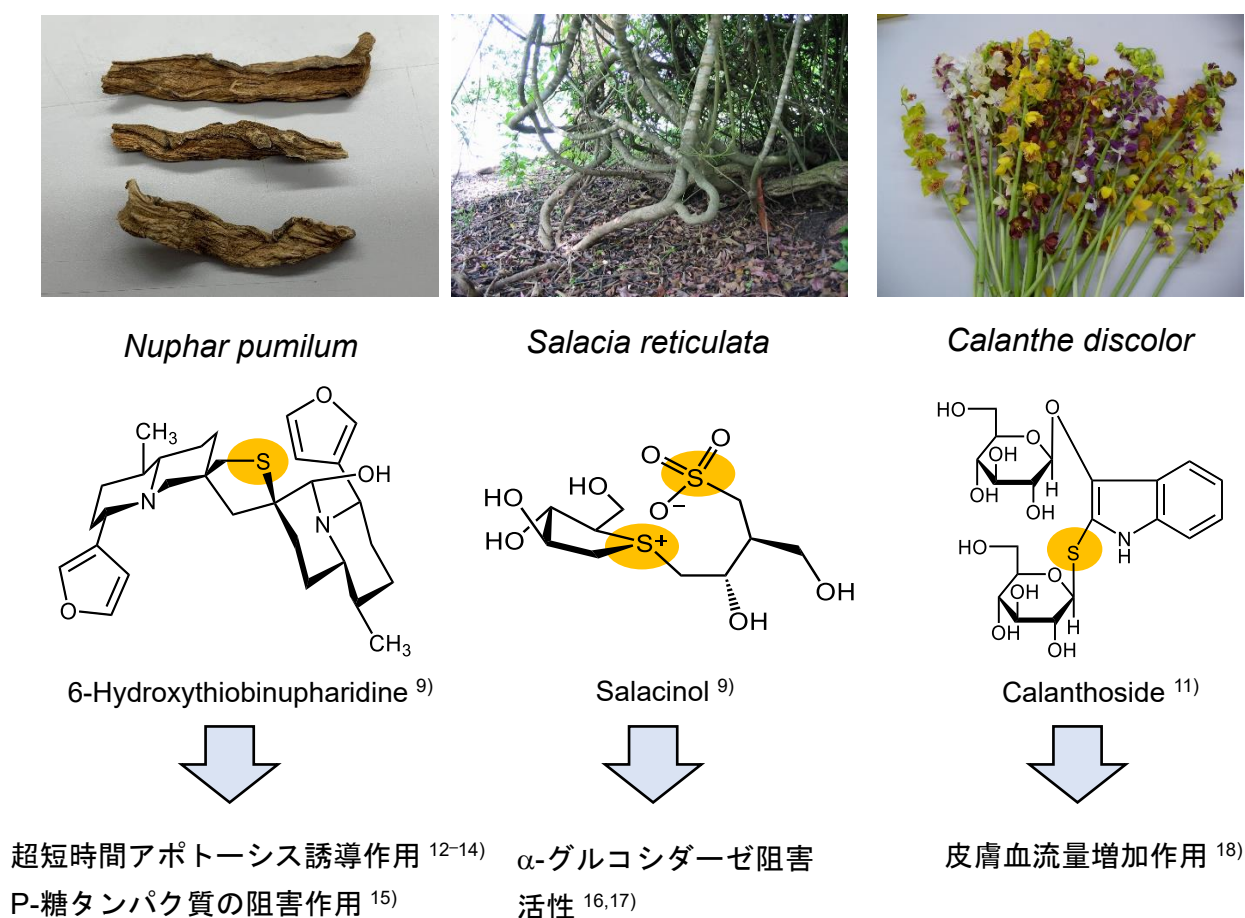 Nuphar pumilum
Salacia reticulata
Calanthe discolor
O
CH₃
S
OH
N
N
O
CH₃
O
O
S
O⁻
HO
HO
HO
S⁺
OH
OH
HO
O
O
HO
OH
OH
H
N
H
S
HO
O
HO
OH
OH
H
6-Hydroxythiobinupharidine ⁹⁾
Salacinol ⁹⁾
Calanthoside ¹¹⁾
超短時間アポトーシス誘導作用 ¹²⁻¹⁴⁾
P-糖タンパク質の阻害作用 ¹⁵⁾
α-グルコシダーゼ阻害
活性 ¹⁶,¹⁷⁾
皮膚血流量増加作用 ¹⁸⁾